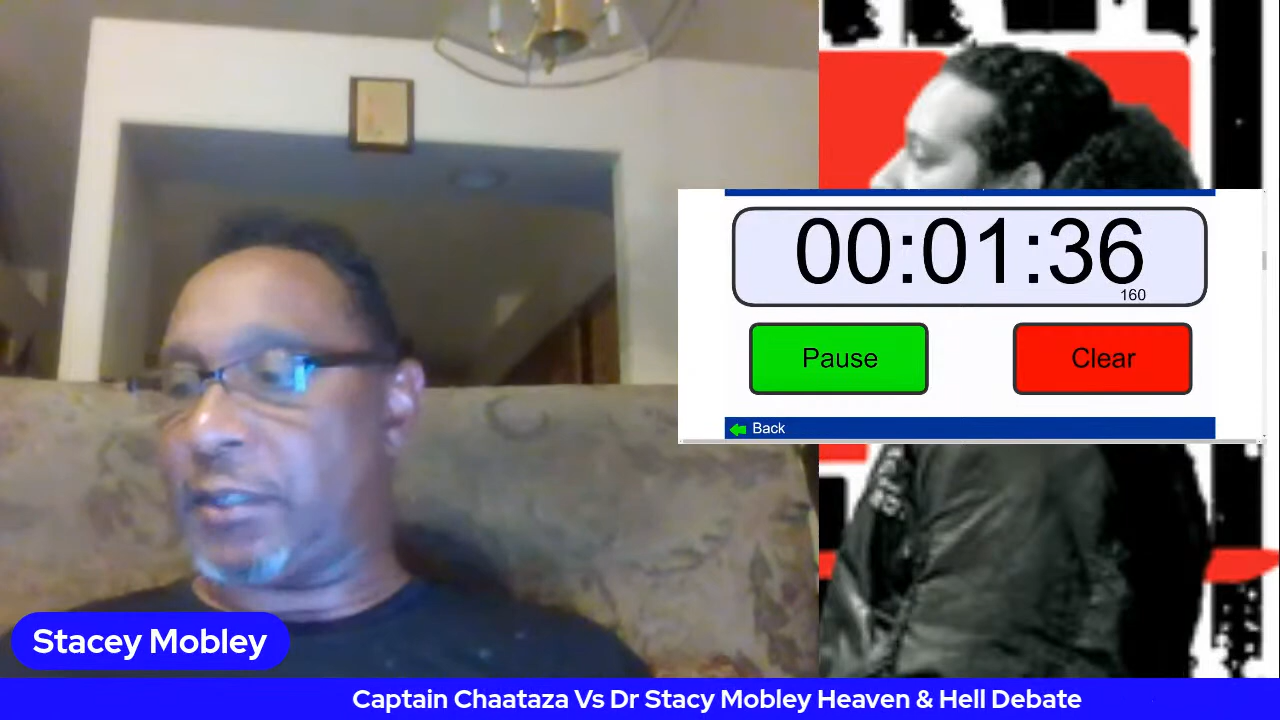 00:01:36
160
Pause
Clear
Back
Stacey Mobley
Captain Chaataza Vs Dr Stacy Mobley Heaven & Hell Debate